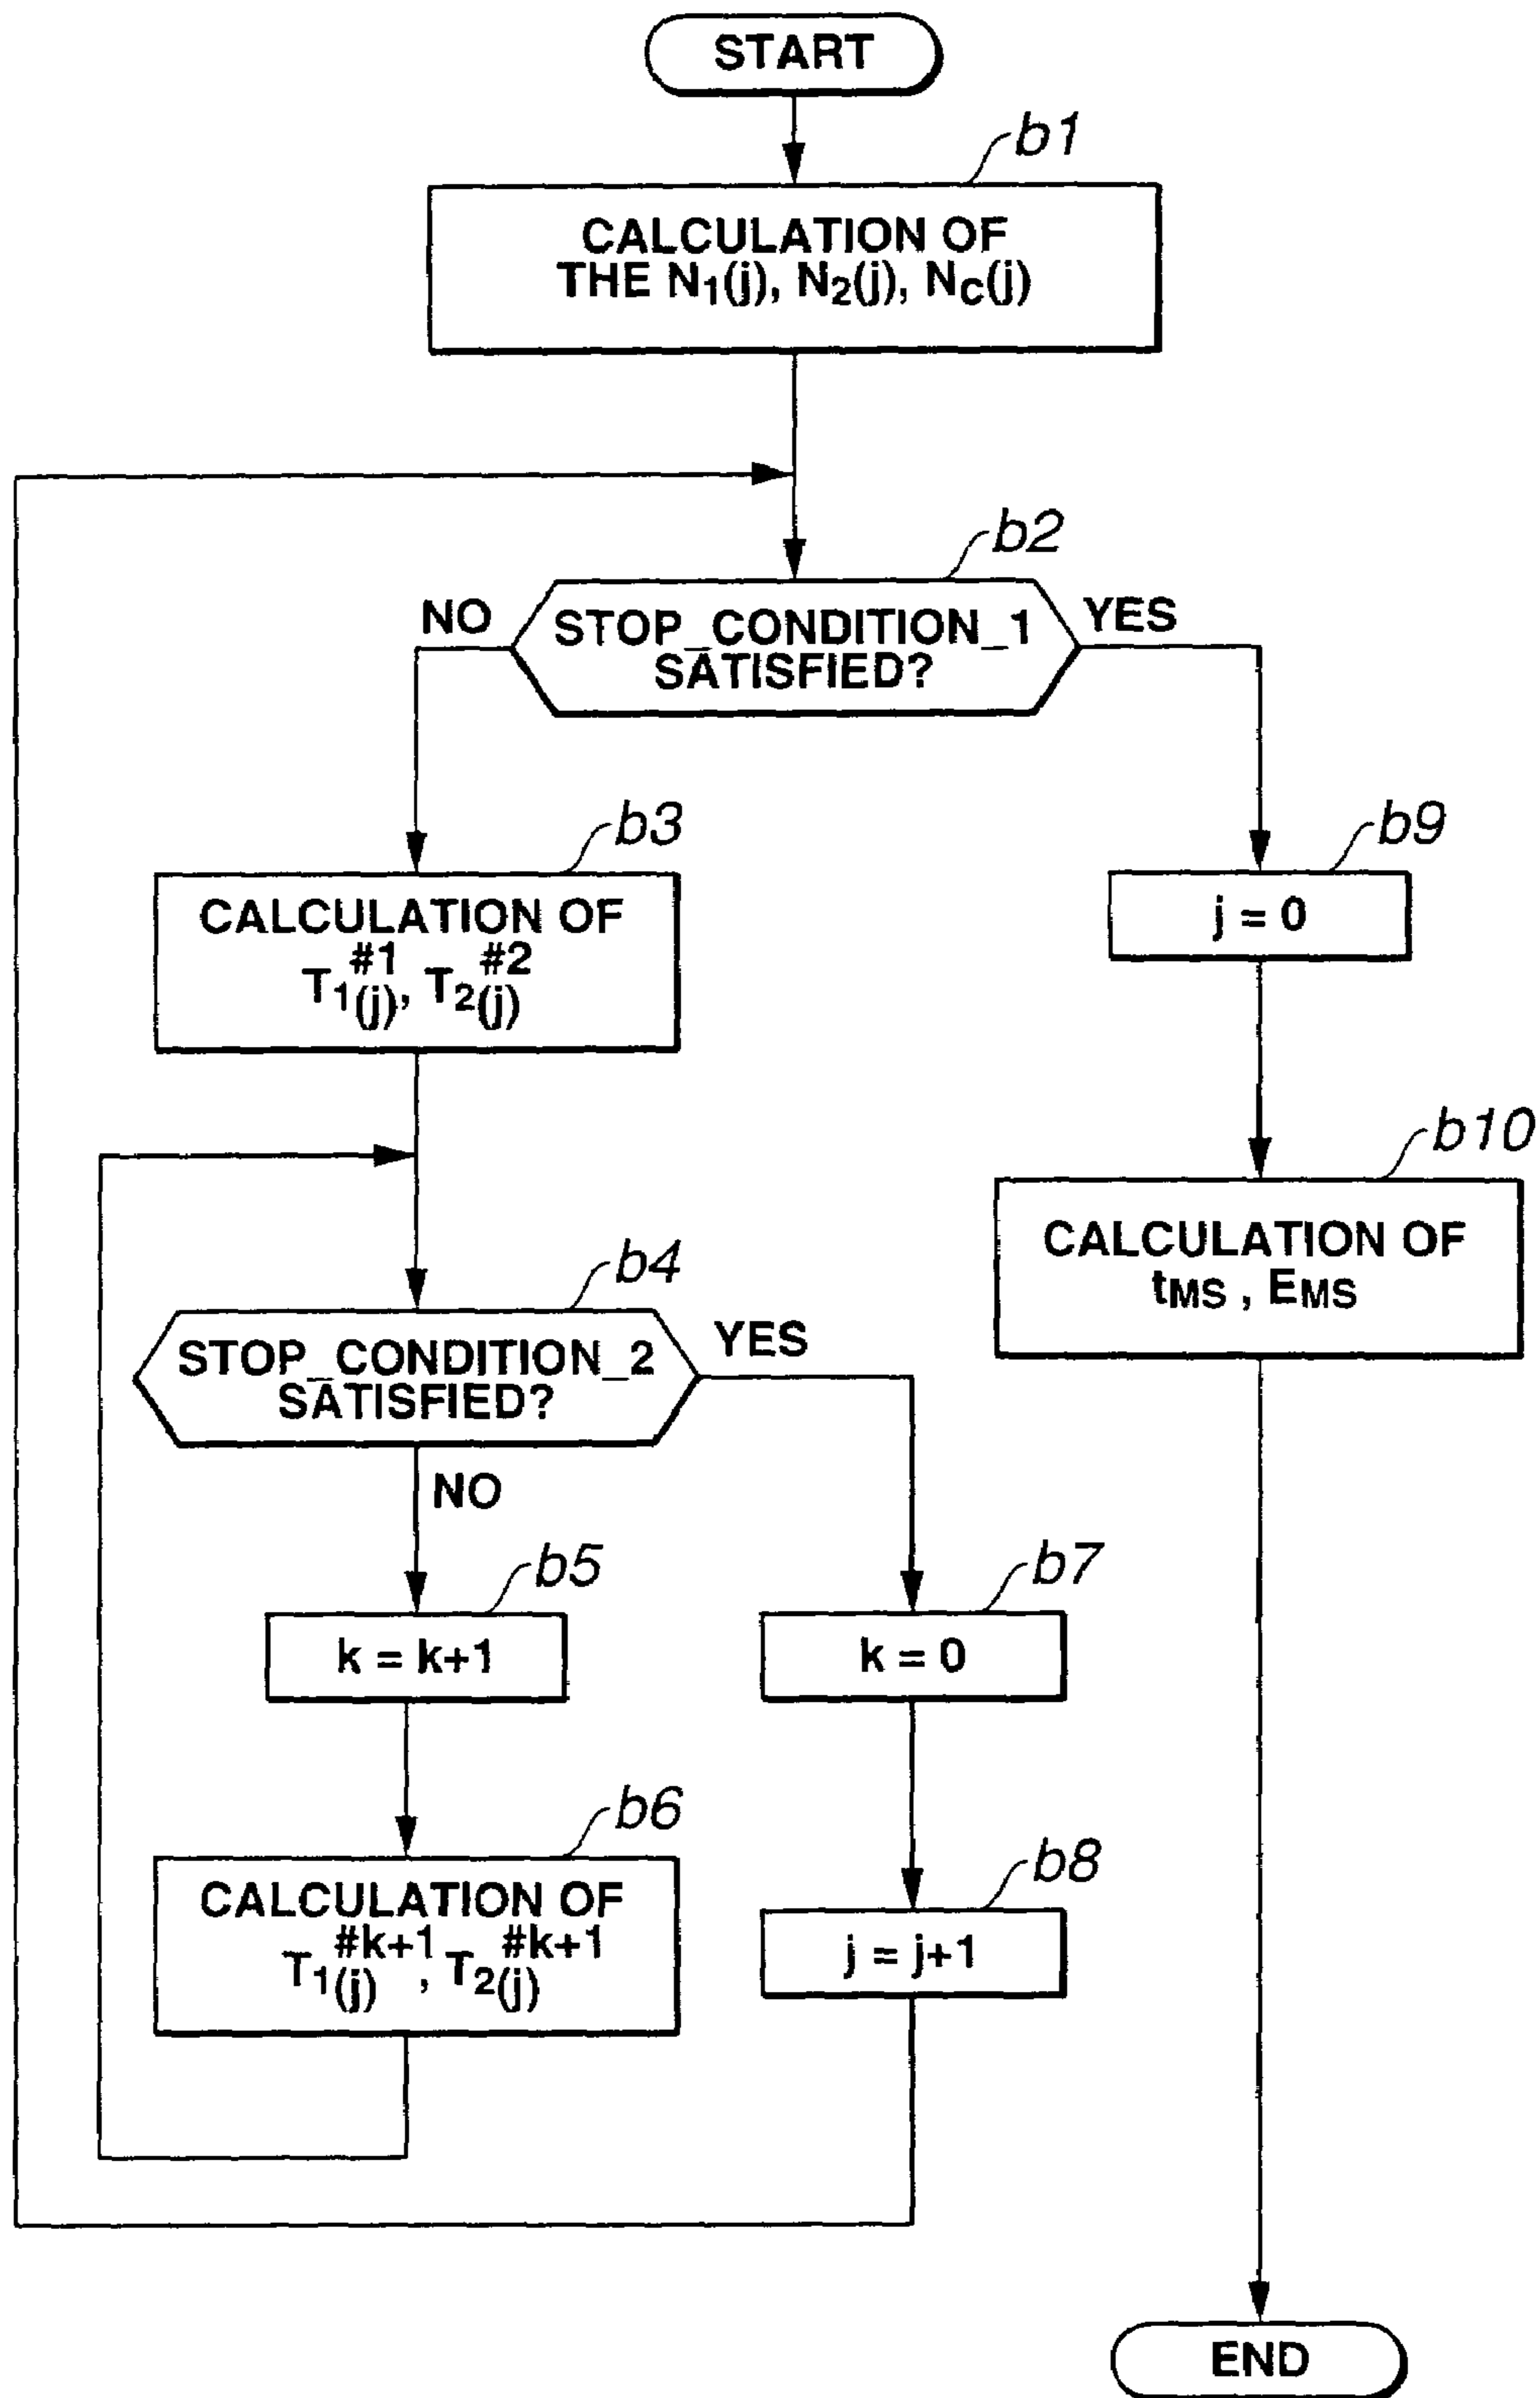 START
b1
CALCULATION OF
THE N1(j), N2(j), NC(j)
b2
NO
STOP_CONDITION_1
SATISFIED?
YES
b3
CALCULATION OF
T1(j)#1, T2(j)#2
b9
j = 0
b10
CALCULATION OF
tMS , EMS
b4
STOP_CONDITION_2
SATISFIED?
YES
NO
b5
k = k+1
b7
k = 0
b6
CALCULATION OF
T1(j)#k+1, T2(j)#k+1
b8
j = j+1
END